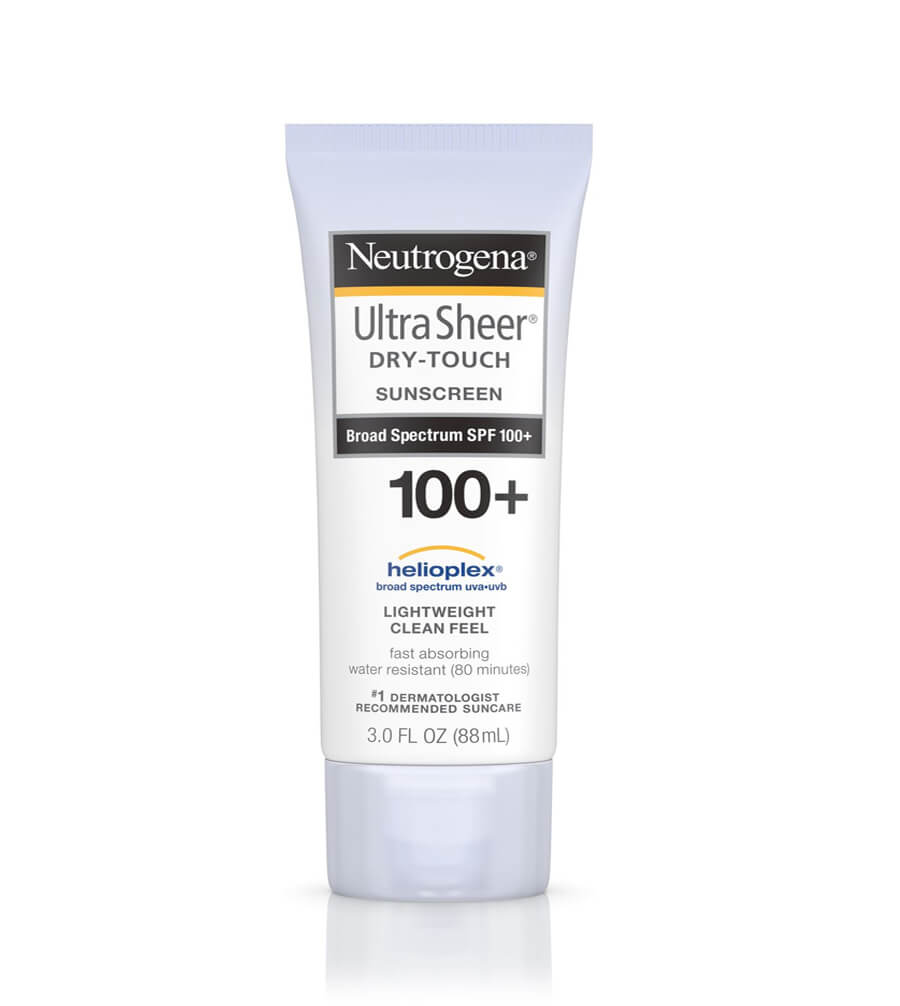 Neutrogena®
Ultra Sheer®
DRY-TOUCH
SUNSCREEN
Broad Spectrum SPF 100+
100+
helioplex®
broad spectrum uva•uvb
LIGHTWEIGHT
CLEAN FEEL
fast absorbing
water resistant (80 minutes)
#1 DERMATOLOGIST
RECOMMENDED SUNCARE
3.0 FL OZ (88mL)